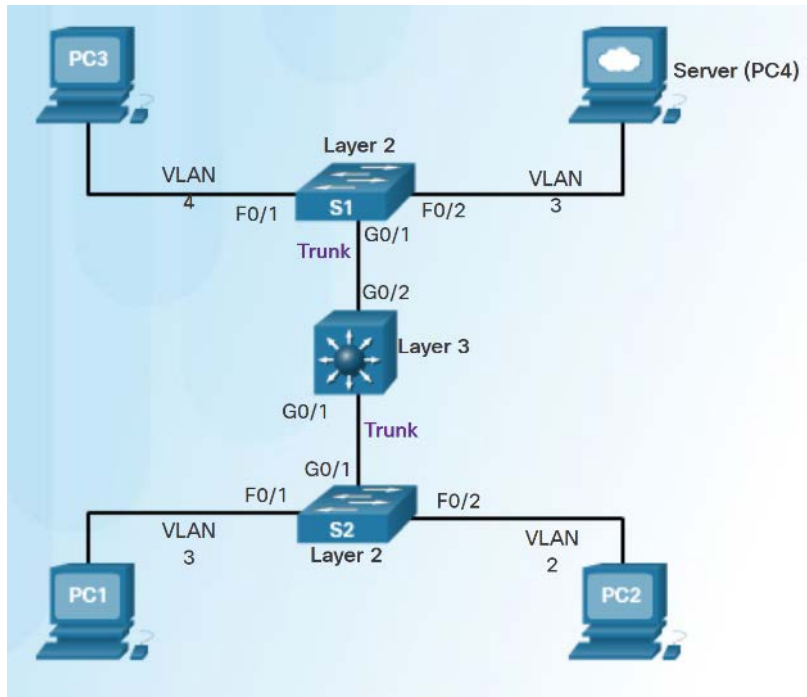 PC3
Server (PC4)
Layer 2
VLAN
4
F0/1
S1
F0/2
VLAN
3
G0/1
Trunk
G0/2
Layer 3
G0/1
Trunk
G0/1
F0/1
F0/2
S2
VLAN
3
Layer 2
VLAN
2
PC1
PC2